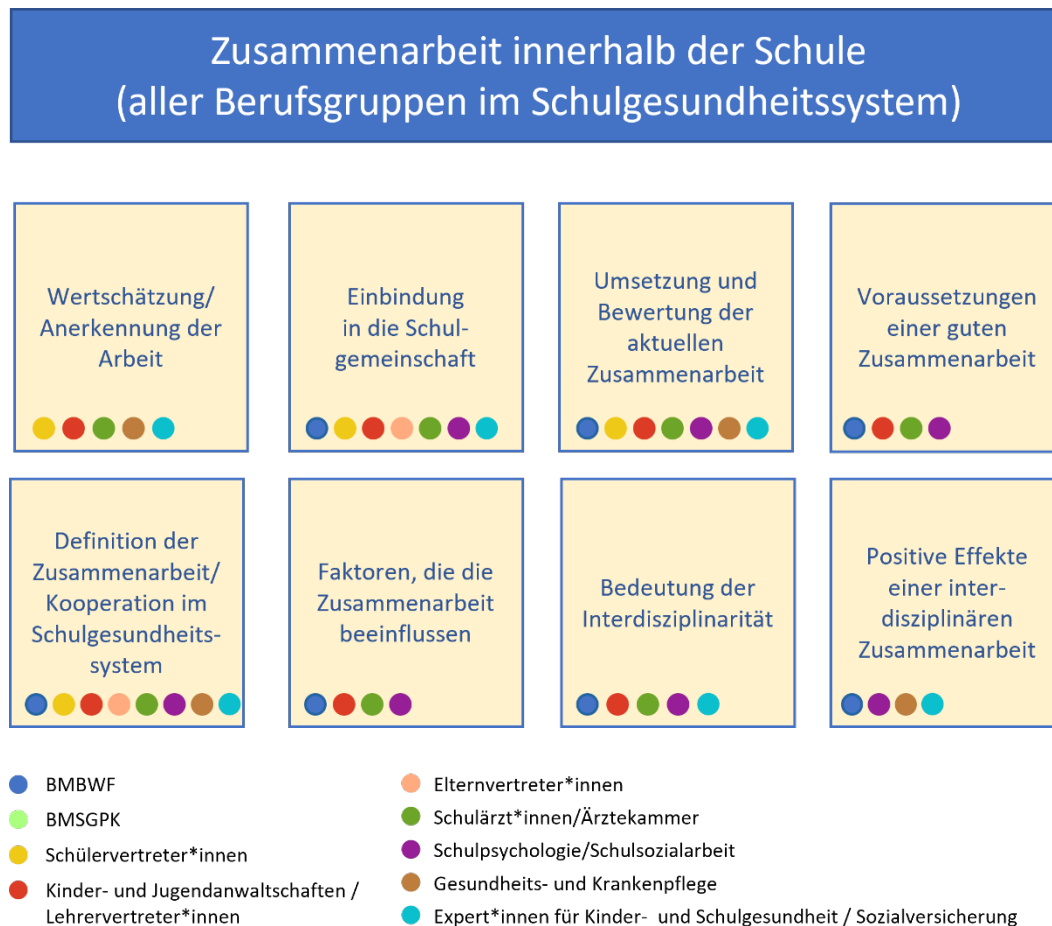 Zusammenarbeit innerhalb der Schule
(aller Berufsgruppen im Schulgesundheitssystem)
Wertschätzung/
Anerkennung der
Arbeit
Einbindung
in die Schul-
gemeinschaft
Umsetzung und
Bewertung der
aktuellen
Zusammenarbeit
Voraussetzungen
einer guten
Zusammenarbeit
Definition der
Zusammenarbeit/
Kooperation im
Schulgesundheits-
system
Faktoren, die die
Zusammenarbeit
beeinflussen
Bedeutung der
Interdisziplinarität
Positive Effekte
einer inter-
disziplinären
Zusammenarbeit
BMBWF
BMSGPK
Schülervertreter*innen
Kinder- und Jugendanwaltschaften /
Lehrervertreter*innen
Elternvertreter*innen
Schulärzt*innen/Ärztekammer
Schulpsychologie/Schulsozialarbeit
Gesundheits- und Krankenpflege
Expert*innen für Kinder- und Schulgesundheit / Sozialversicherung